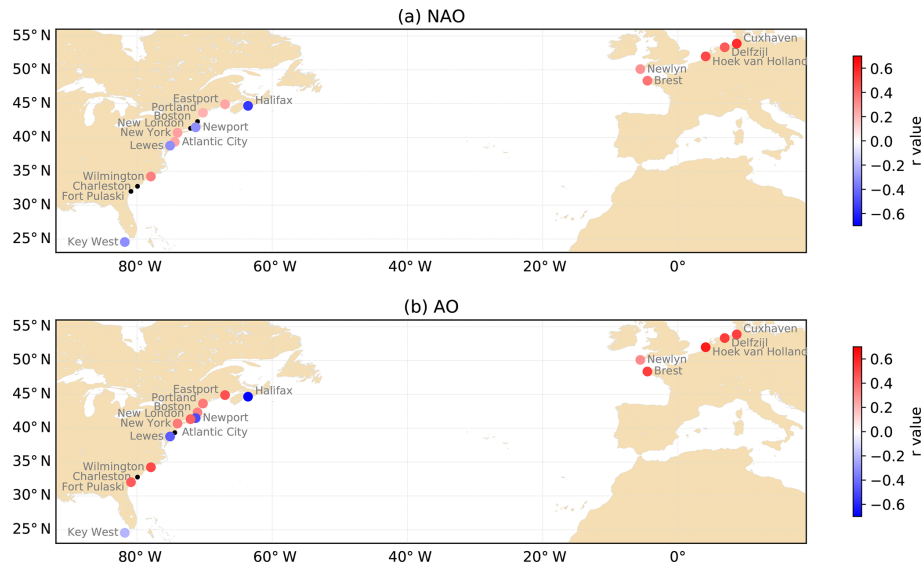 (a) NAO
55° N
50° N
45° N
40° N
35° N
30° N
25° N
Cuxhaven
Delfzijl
Hoek van Holland
Newlyn
Brest
Eastport
Halifax
Portland
Boston
New London
Newport
New York
Atlantic City
Lewes
Wilmington
Charleston
Fort Pulaski
Key West
80° W
60° W
40° W
20° W
0°
0.6
0.4
0.2
0.0
−0.2
−0.4
−0.6
r value
(b) AO
55° N
50° N
45° N
40° N
35° N
30° N
25° N
Cuxhaven
Delfzijl
Hoek van Holland
Newlyn
Brest
Eastport
Halifax
Portland
Boston
New London
Newport
New York
Atlantic City
Lewes
Wilmington
Charleston
Fort Pulaski
Key West
80° W
60° W
40° W
20° W
0°
0.6
0.4
0.2
0.0
−0.2
−0.4
−0.6
r value